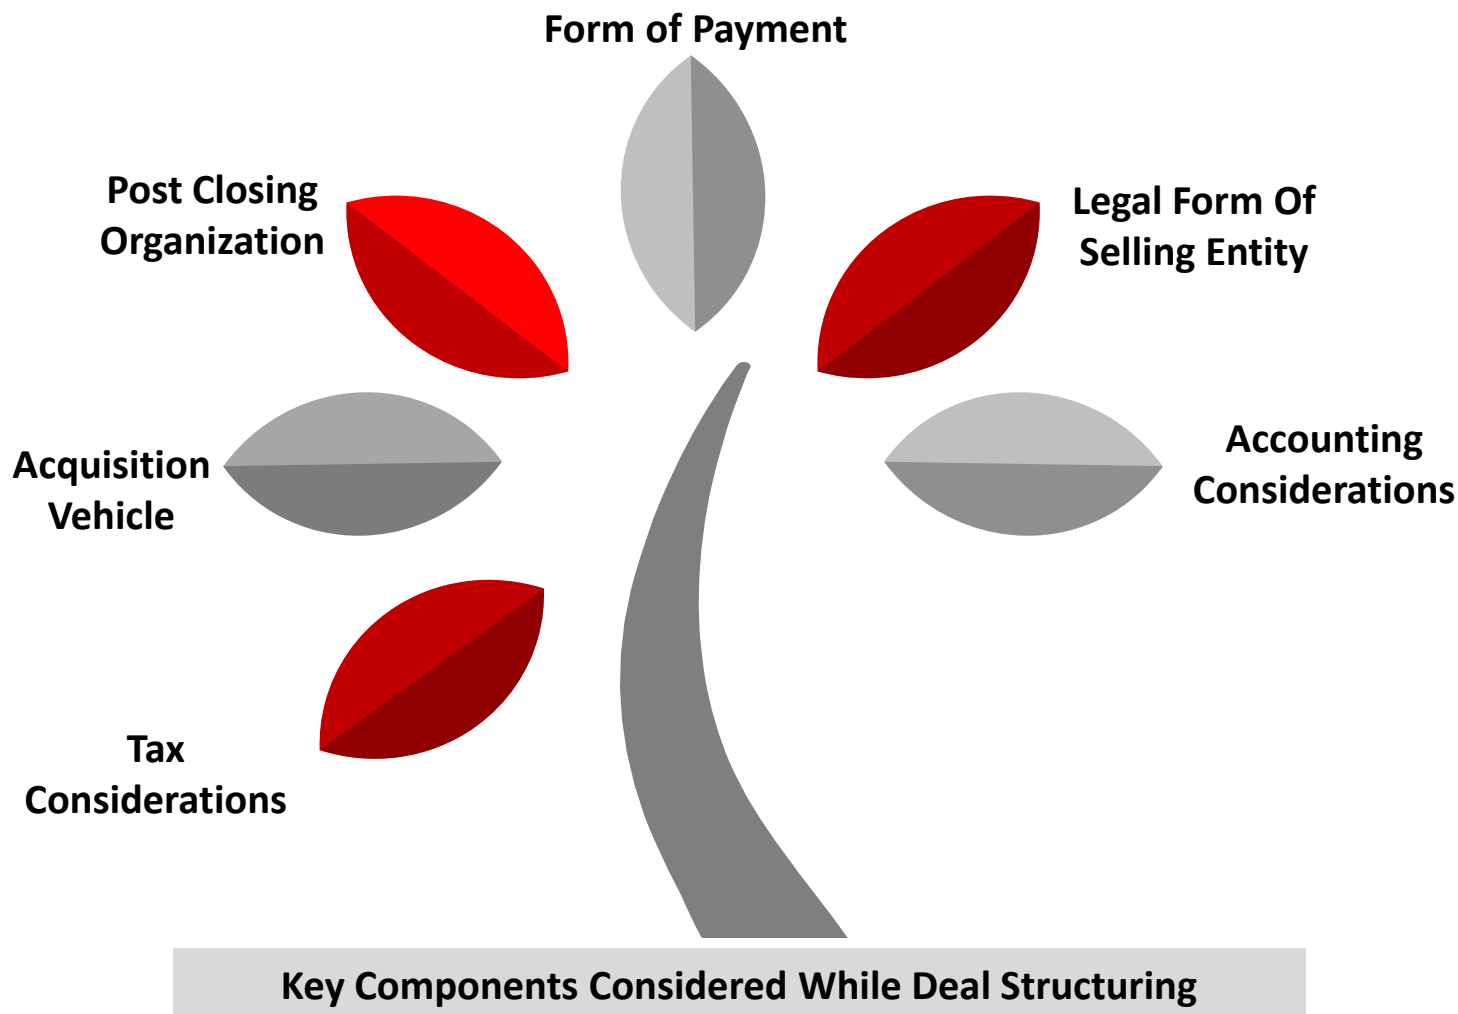 Form of Payment
Post Closing
Organization
Legal Form Of
Selling Entity
Acquisition
Vehicle
Accounting
Considerations
Tax
Considerations
Key Components Considered While Deal Structuring